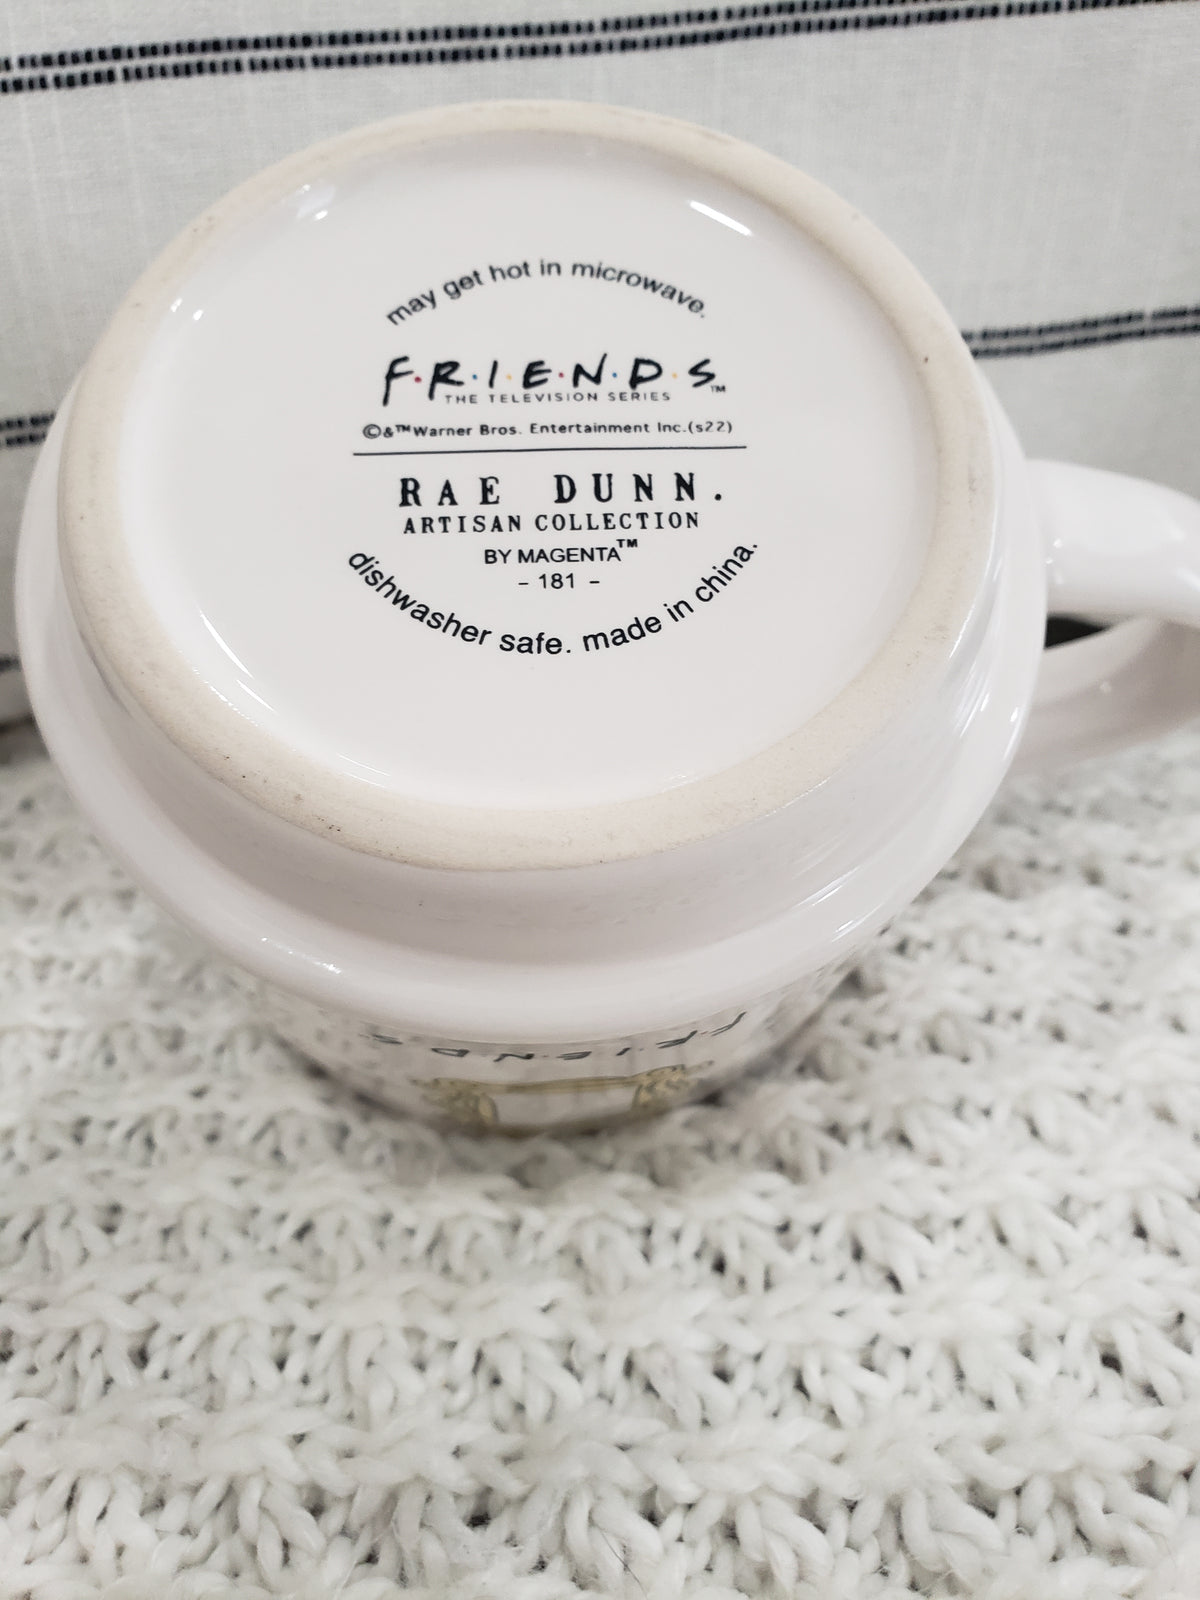 may get hot in microwave.
F·R·I·E·N·D·S™
THE TELEVISION SERIES
©&™Warner Bros. Entertainment Inc.(s22)
RAE DUNN.
ARTISAN COLLECTION
BY MAGENTA™
- 181 -
dishwasher safe. made in china.
F·R·I·E·N·D·S